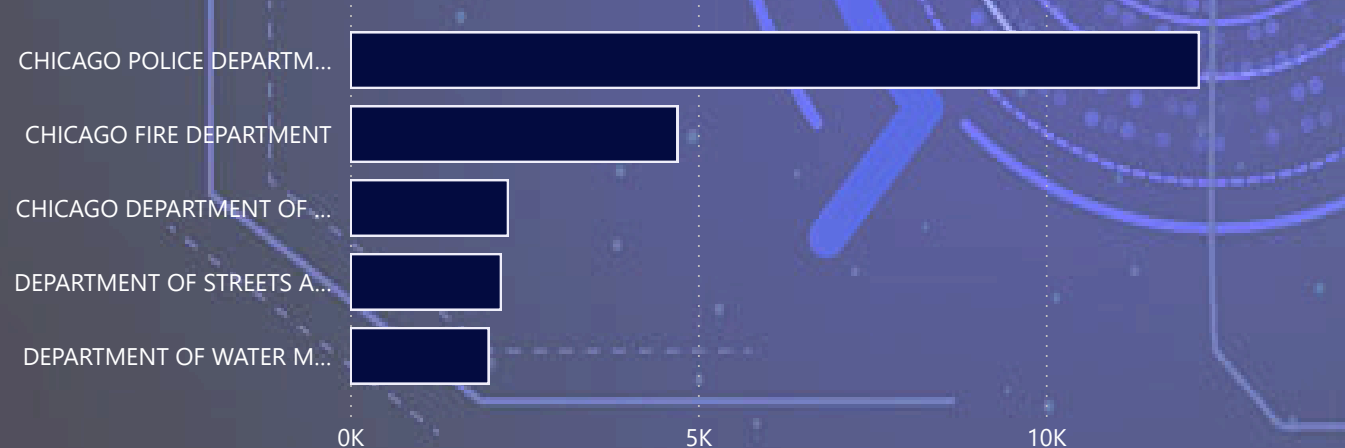 CHICAGO POLICE DEPARTM...
CHICAGO FIRE DEPARTMENT
CHICAGO DEPARTMENT OF ...
DEPARTMENT OF STREETS A...
DEPARTMENT OF WATER M...
0K 5K 10K